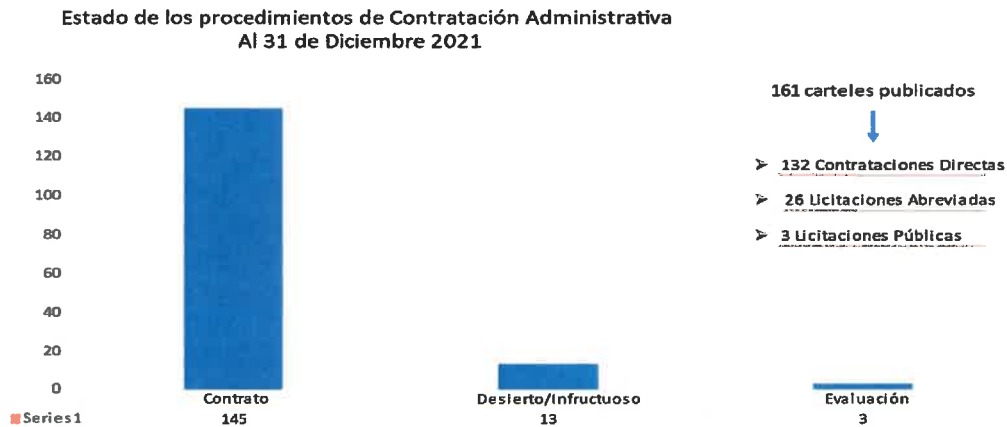 Estado de los procedimientos de Contratación Administrativa
Al 31 de Diciembre 2021
160
140
120
100
80
60
40
20
0
Contrato
Desierto/Infructuoso
Evaluación
Series1
145
13
3
161 carteles publicados
➢ 132 Contrataciones Directas
➢ 26 Licitaciones Abreviadas
➢ 3 Licitaciones Públicas